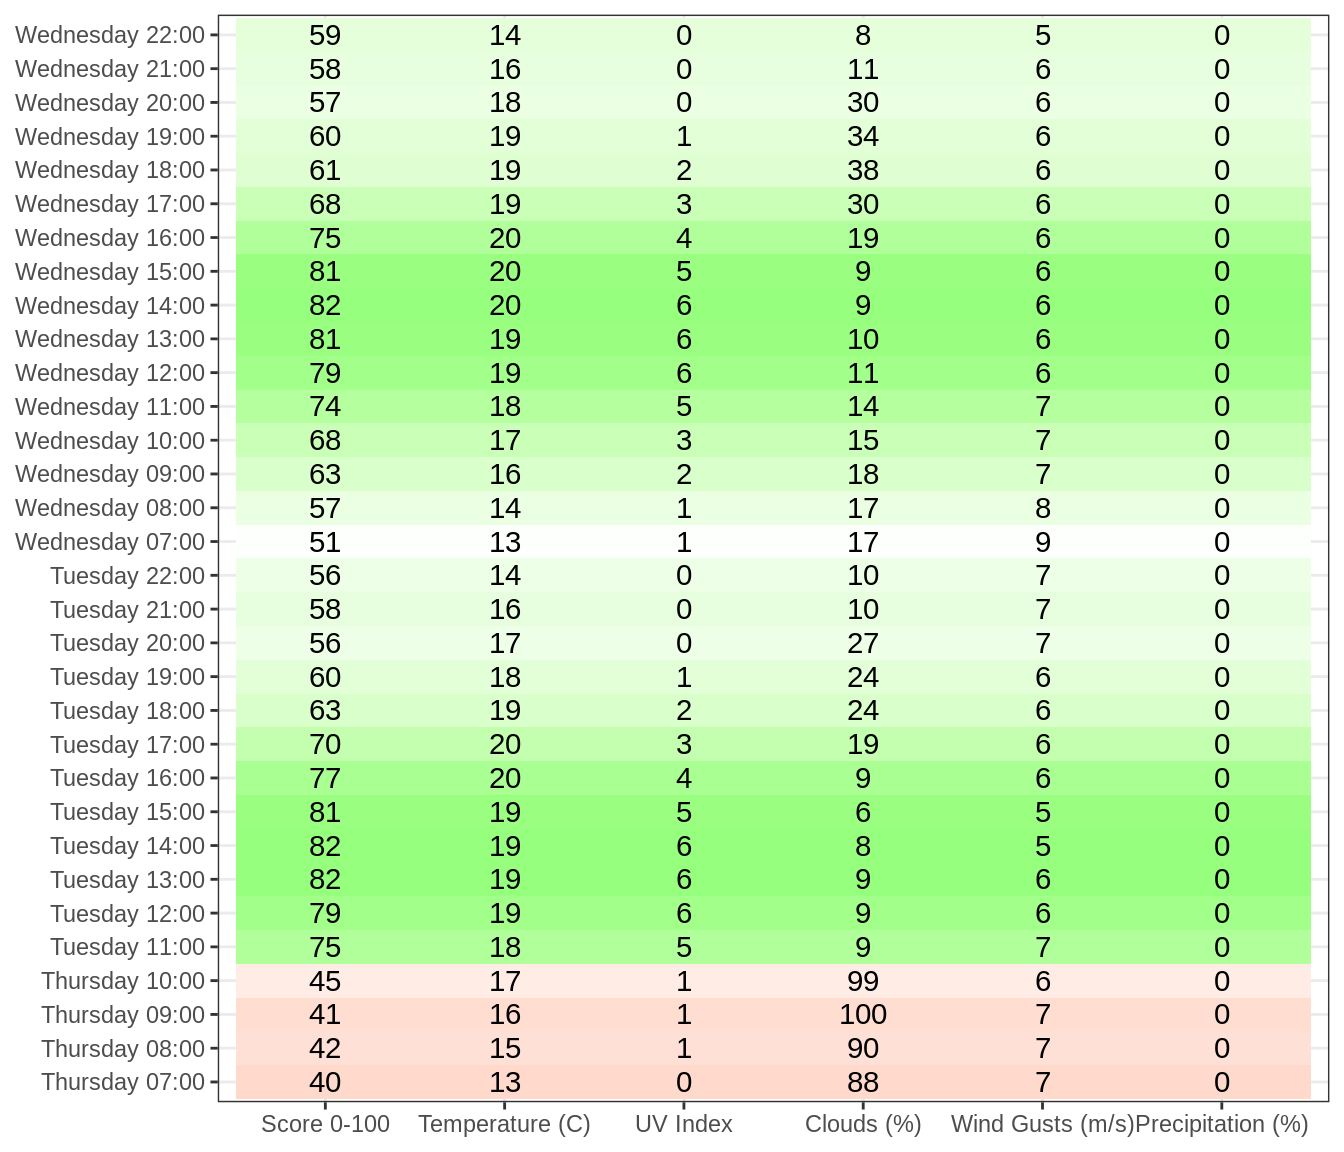 Wednesday 22:00 59 14 0 8 5 0
Wednesday 21:00 58 16 0 11 6 0
Wednesday 20:00 57 18 0 30 6 0
Wednesday 19:00 60 19 1 34 6 0
Wednesday 18:00 61 19 2 38 6 0
Wednesday 17:00 68 19 3 30 6 0
Wednesday 16:00 75 20 4 19 6 0
Wednesday 15:00 81 20 5 9 6 0
Wednesday 14:00 82 20 6 9 6 0
Wednesday 13:00 81 19 6 10 6 0
Wednesday 12:00 79 19 6 11 6 0
Wednesday 11:00 74 18 5 14 7 0
Wednesday 10:00 68 17 3 15 7 0
Wednesday 09:00 63 16 2 18 7 0
Wednesday 08:00 57 14 1 17 8 0
Wednesday 07:00 51 13 1 17 9 0
Tuesday 22:00 56 14 0 10 7 0
Tuesday 21:00 58 16 0 10 7 0
Tuesday 20:00 56 17 0 27 7 0
Tuesday 19:00 60 18 1 24 6 0
Tuesday 18:00 63 19 2 24 6 0
Tuesday 17:00 70 20 3 19 6 0
Tuesday 16:00 77 20 4 9 6 0
Tuesday 15:00 81 19 5 6 5 0
Tuesday 14:00 82 19 6 8 5 0
Tuesday 13:00 82 19 6 9 6 0
Tuesday 12:00 79 19 6 9 6 0
Tuesday 11:00 75 18 5 9 7 0
Thursday 10:00 45 17 1 99 6 0
Thursday 09:00 41 16 1 100 7 0
Thursday 08:00 42 15 1 90 7 0
Thursday 07:00 40 13 0 88 7 0
Score 0-100 Temperature (C) UV Index Clouds (%) Wind Gusts (m/s) Precipitation (%)